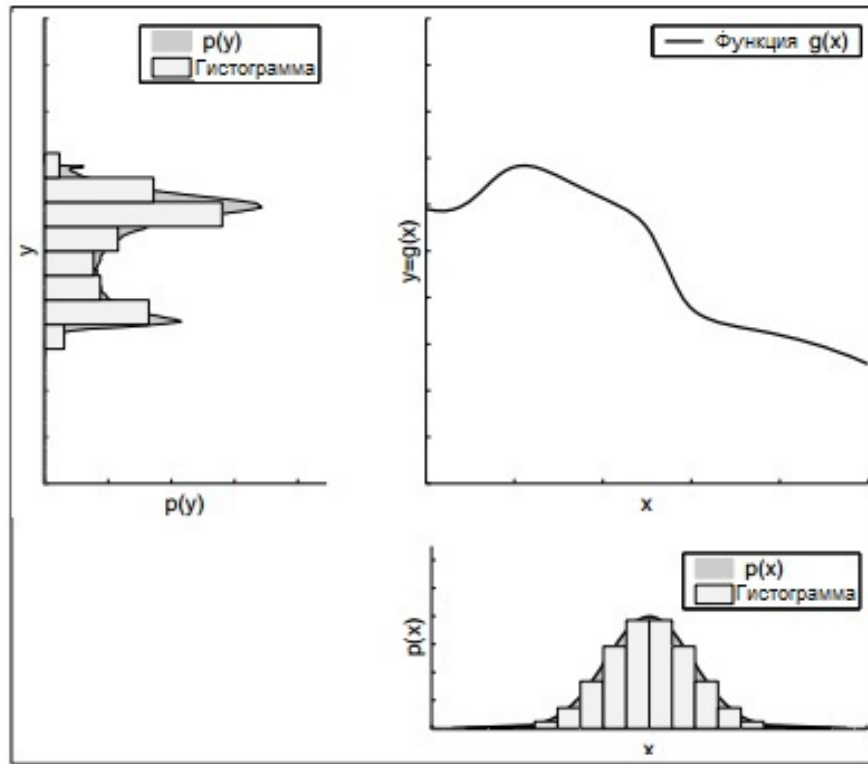 p(y)
Гистограмма
y
p(y)
Функция g(x)
y=g(x)
x
p(x)
Гистограмма
p(x)
x